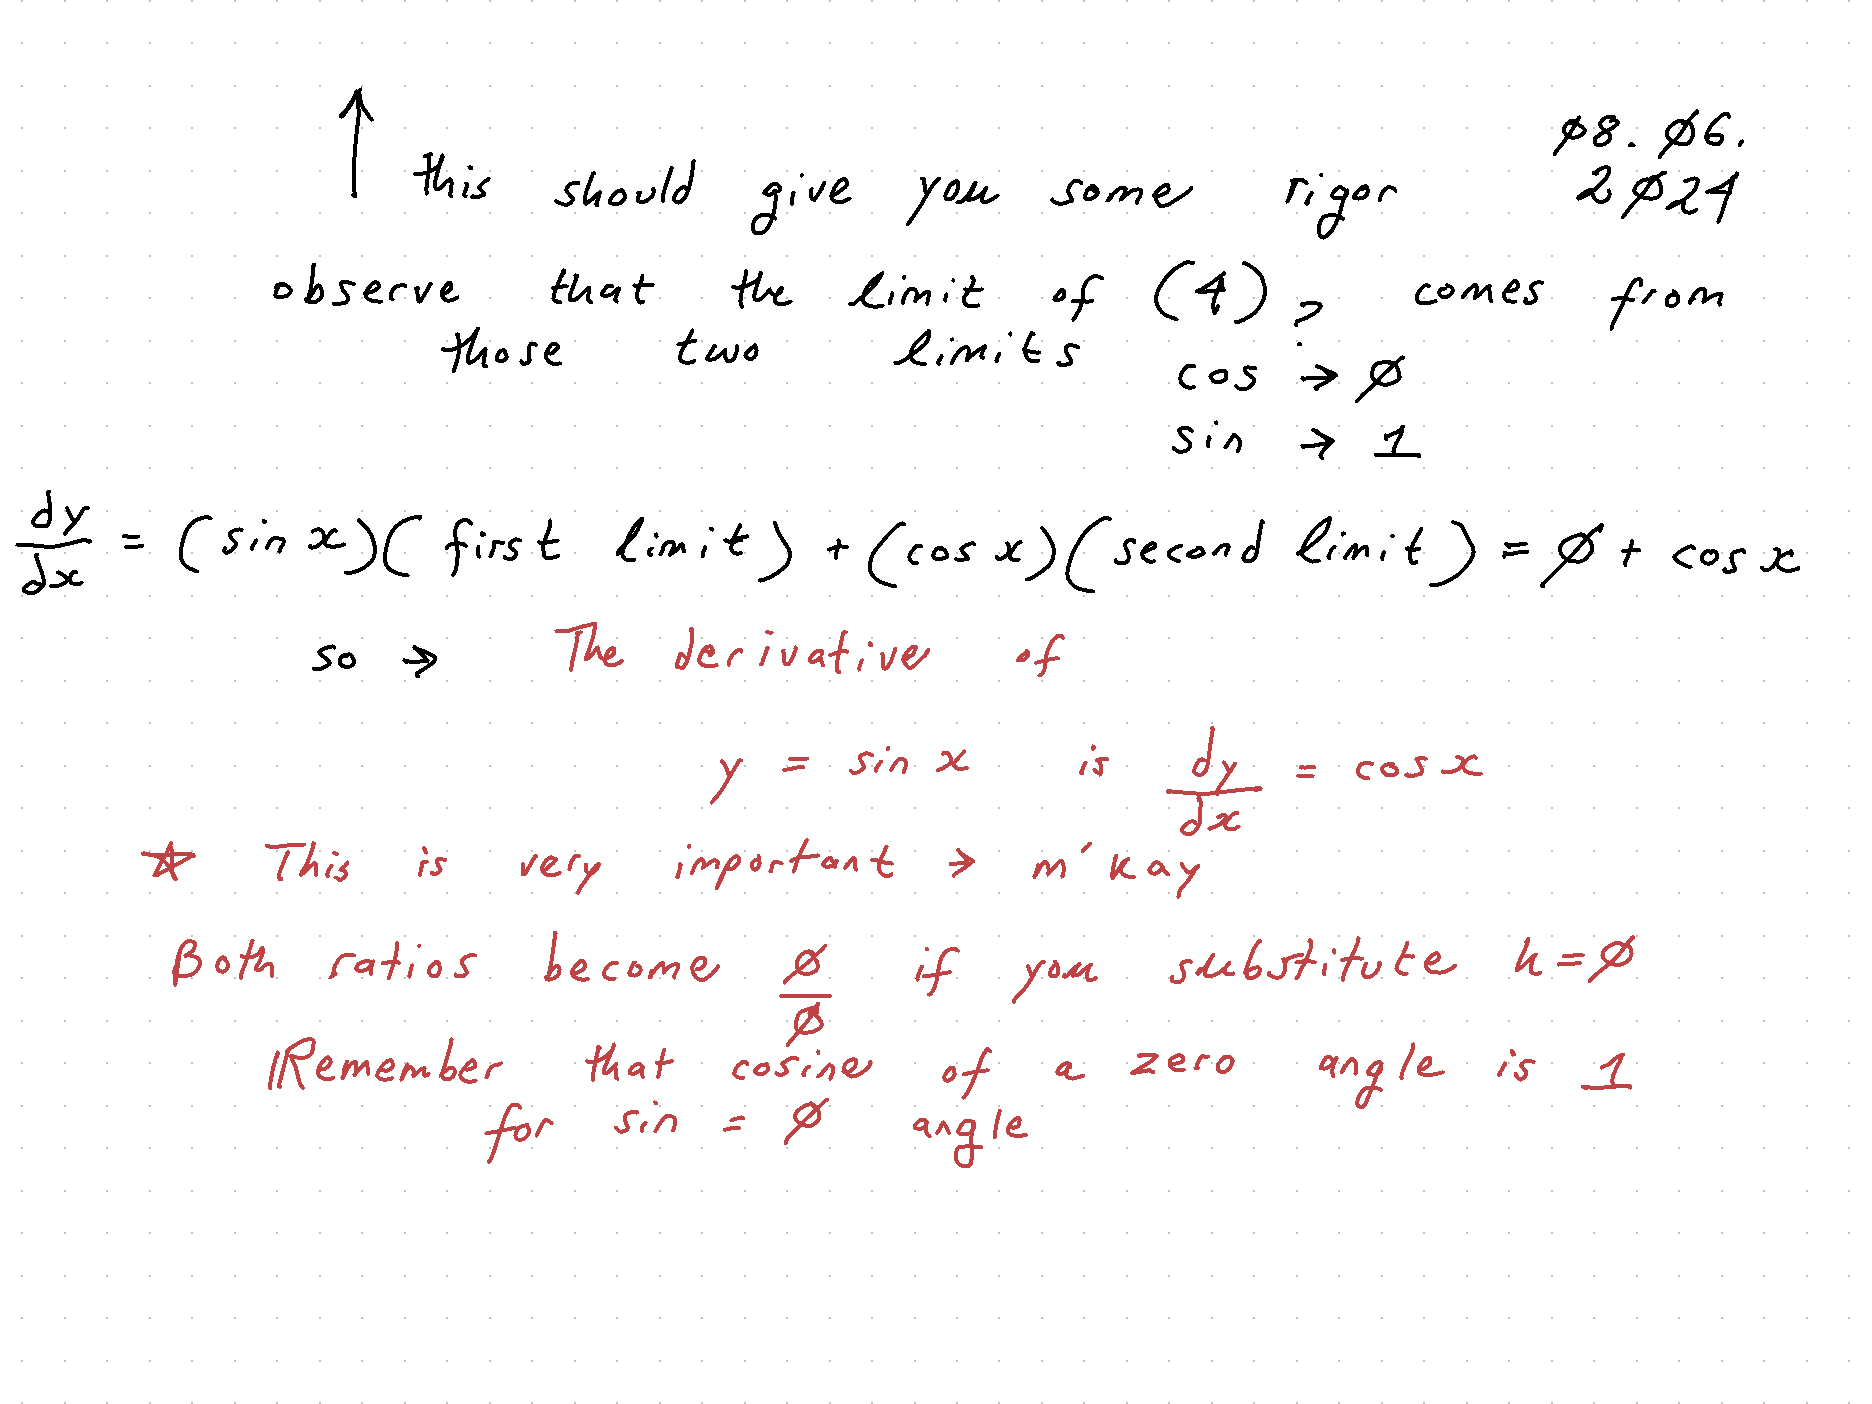 ↑ this should give you some rigor
ø8. ø6.
2ø24
observe that the limit of (4), comes from
those two limits
cos → ø
sin → 1
dy/dx = (sin x)(first limit) + (cos x)(second limit) = ø + cos x
so → The derivative of
y = sin x is dy/dx = cos x
☆ This is very important → m'kay
Both ratios become ø/ø if you substitute h = ø
Remember that cosine of a zero angle is 1
for sin = ø angle